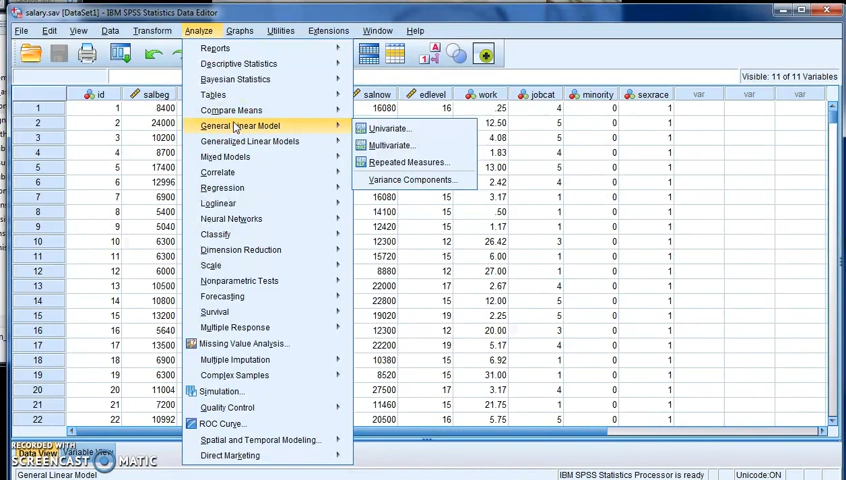 salary.sav [DataSet1] - IBM SPSS Statistics Data Editor
File Edit View Data Transform Analyze Graphs Utilities Extensions Window Help
Visible: 11 of 11 Variables
id salbeg salnow edlevel work jobcat minority sexrace
1 1 8400 16080 16 .25 4 0 1
2 2 24000 12.50 5 0 1
3 3 10200 4.08 5 0 1
4 4 8700 1.83 4 0 1
5 5 17400 13.00 5 0 1
6 6 12996 2.42 4 0 1
7 7 6900 16080 15 3.17 1 0 1
8 8 5400 14100 12 .50 1 0 1
9 9 5040 12420 15 1.17 1 0 1
10 10 6300 12300 12 26.42 3 0 1
11 11 6300 15720 15 6.00 1 0 1
12 12 6000 8880 12 27.00 1 0 1
13 13 10500 22000 15 2.67 4 0 1
14 14 10800 22800 15 12.00 5 0 1
15 15 13200 19020 19 2.25 5 0 1
16 16 5640 12300 12 20.00 3 0 1
17 17 13500 22200 19 5.17 4 0 1
18 18 6900 10380 15 6.92 1 0 1
19 19 6300 8520 15 31.00 1 0 1
20 20 11004 27500 17 3.17 4 0 1
21 21 7200 11460 15 21.75 1 0 1
22 22 10992 20500 16 5.75 5 0 1
Reports
Descriptive Statistics
Bayesian Statistics
Tables
Compare Means
General Linear Model
Generalized Linear Models
Mixed Models
Correlate
Regression
Loglinear
Neural Networks
Classify
Dimension Reduction
Scale
Nonparametric Tests
Forecasting
Survival
Multiple Response
Missing Value Analysis...
Multiple Imputation
Complex Samples
Simulation...
Quality Control
ROC Curve...
Spatial and Temporal Modeling...
Direct Marketing
Univariate...
Multivariate...
Repeated Measures...
Variance Components...
RECORDED WITH
Data View Variable View
SCREENCAST MATIC
General Linear Model IBM SPSS Statistics Processor is ready Unicode:ON